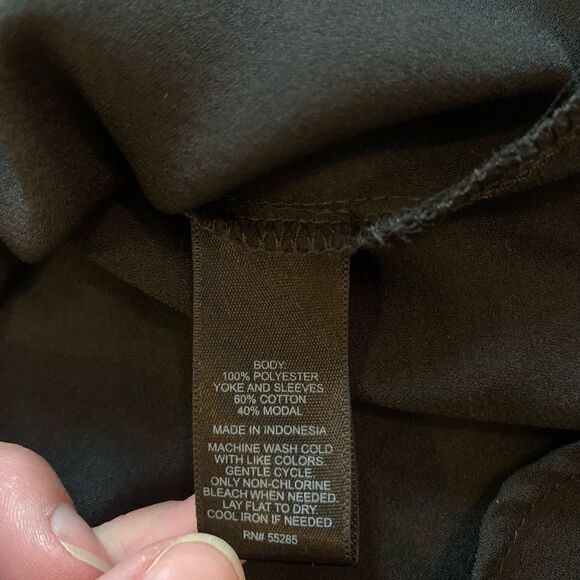 BODY:
100% POLYESTER
YOKE AND SLEEVES
60% COTTON
40% MODAL
MADE IN INDONESIA
MACHINE WASH COLD
WITH LIKE COLORS.
GENTLE CYCLE.
ONLY NON-CHLORINE
BLEACH WHEN NEEDED.
LAY FLAT TO DRY.
COOL IRON IF NEEDED
RN# 55285